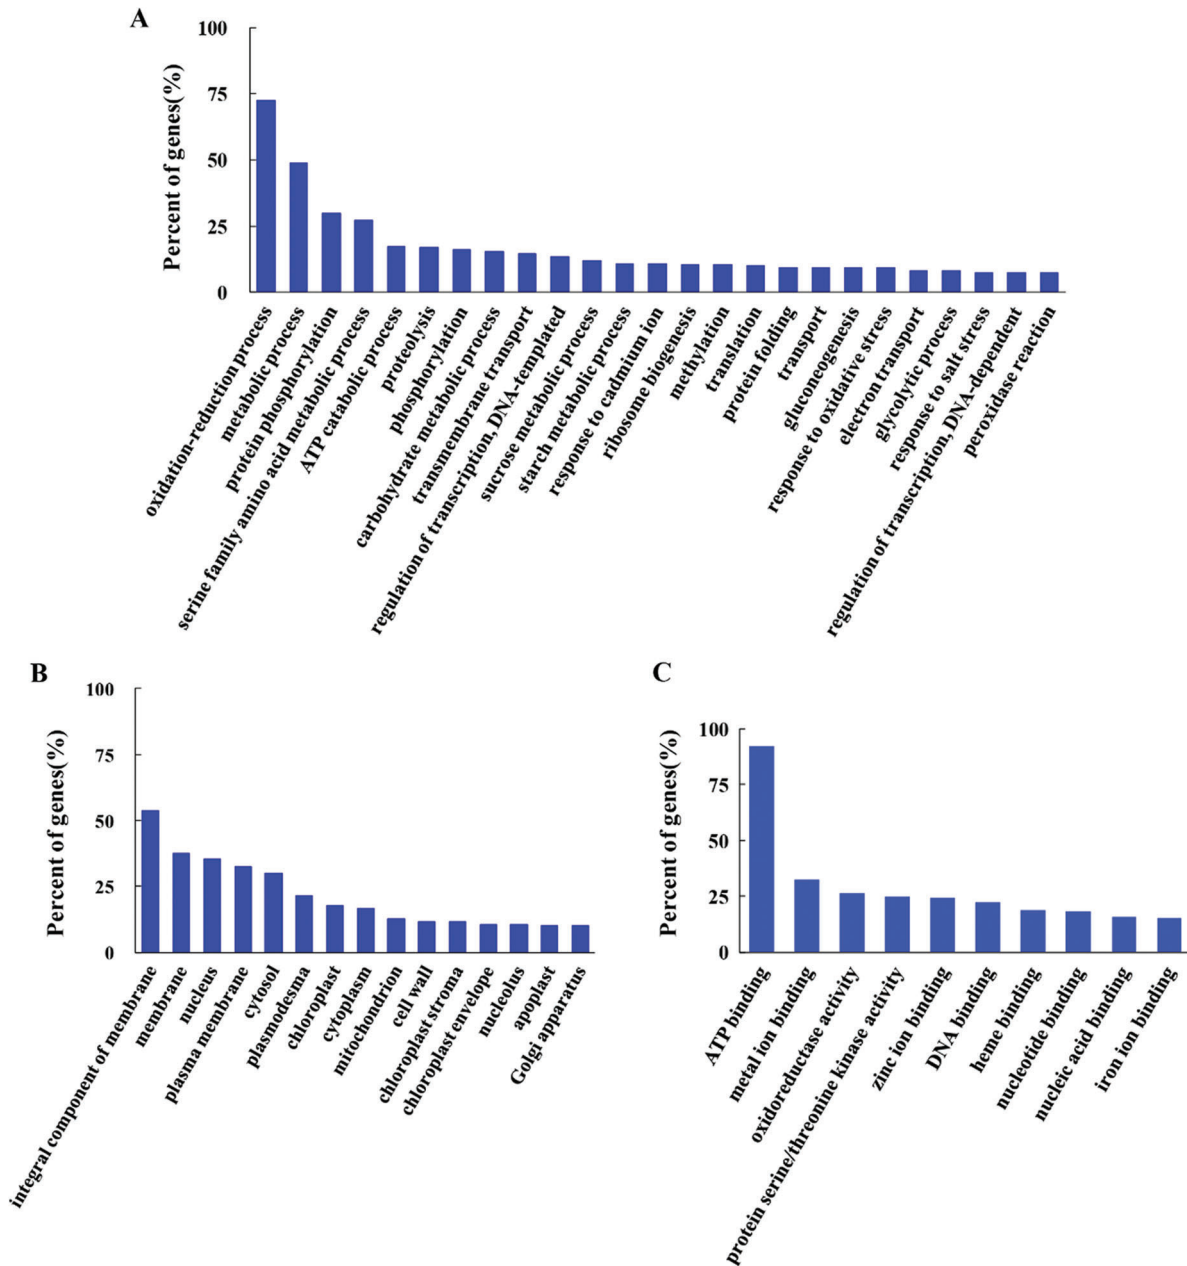 A
Percent of genes(%)
100
75
50
25
0
oxidation-reduction process
metabolic process
protein phosphorylation
serine family amino acid metabolic process
ATP catabolic process
proteolysis
phosphorylation
carbohydrate metabolic process
transmembrane transport
regulation of transcription, DNA-templated
sucrose metabolic process
starch metabolic process
response to cadmium ion
ribosome biogenesis
methylation
translation
protein folding
transport
gluconeogenesis
response to oxidative stress
electron transport
glycolytic process
response to salt stress
regulation of transcription, DNA-dependent
peroxidase reaction
B
Percent of genes(%)
100
75
50
25
0
integral component of membrane
membrane
nucleus
plasma membrane
cytosol
plasmodesma
chloroplast
cytoplasm
mitochondrion
cell wall
chloroplast stroma
chloroplast envelope
nucleolus
apoplast
Golgi apparatus
C
Percent of genes(%)
100
75
50
25
0
ATP binding
metal ion binding
oxidoreductase activity
protein serine/threonine kinase activity
zinc ion binding
DNA binding
heme binding
nucleotide binding
nucleic acid binding
iron ion binding